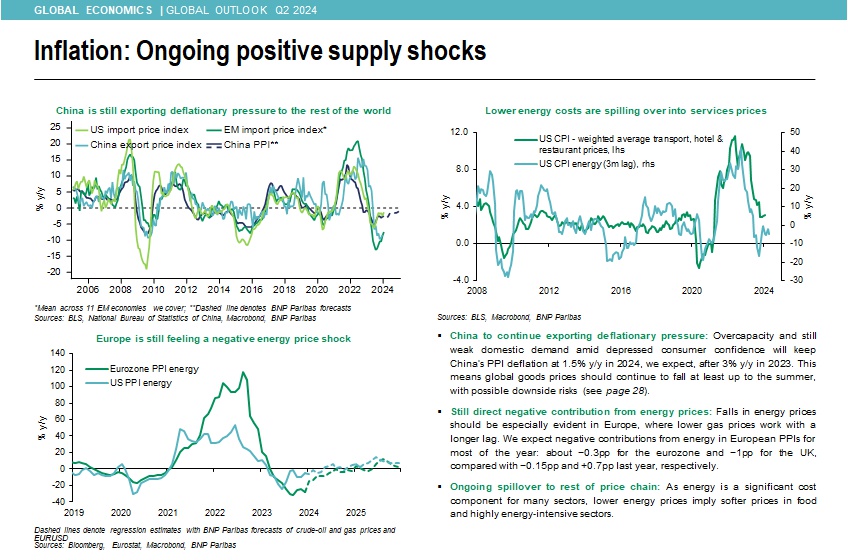 GLOBAL ECONOMICS | GLOBAL OUTLOOK Q2 2024
Inflation: Ongoing positive supply shocks
China is still exporting deflationary pressure to the rest of the world
25
20
15
10
5
0
-5
-10
-15
-20
% y/y
US import price index
EM import price index*
China export price index
China PPI**
2006 2008 2010 2012 2014 2016 2018 2020 2022 2024
*Mean across 11 EM economies we cover; **Dashed line denotes BNP Paribas forecasts
Sources: BLS, National Bureau of Statistics of China, Macrobond, BNP Paribas
Europe is still feeling a negative energy price shock
140
120
100
80
60
40
20
0
-20
-40
% y/y
Eurozone PPI energy
US PPI energy
2019 2020 2021 2022 2023 2024 2025
Dashed lines denote regression estimates with BNP Paribas forecasts of crude-oil and gas prices and
EURUSD
Sources: Bloomberg, Eurostat, Macrobond, BNP Paribas
Lower energy costs are spilling over into services prices
12.0
8.0
4.0
0.0
-4.0
% y/y
US CPI - weighted average transport, hotel &
restaurant prices, lhs
US CPI energy (3m lag), rhs
50
40
30
20
10
0
-10
-20
-30
% y/y
2008 2012 2016 2020 2024
Sources: BLS, Macrobond, BNP Paribas
▪ China to continue exporting deflationary pressure: Overcapacity and still
weak domestic demand amid depressed consumer confidence will keep
China's PPI deflation at 1.5% y/y in 2024, we expect, after 3% y/y in 2023. This
means global goods prices should continue to fall at least up to the summer,
with possible downside risks (see page 28).
▪ Still direct negative contribution from energy prices: Falls in energy prices
should be especially evident in Europe, where lower gas prices work with a
longer lag. We expect negative contributions from energy in European PPIs for
most of the year: about −0.3pp for the eurozone and −1pp for the UK,
compared with −0.15pp and +0.7pp last year, respectively.
▪ Ongoing spillover to rest of price chain: As energy is a significant cost
component for many sectors, lower energy prices imply softer prices in food
and highly energy-intensive sectors.